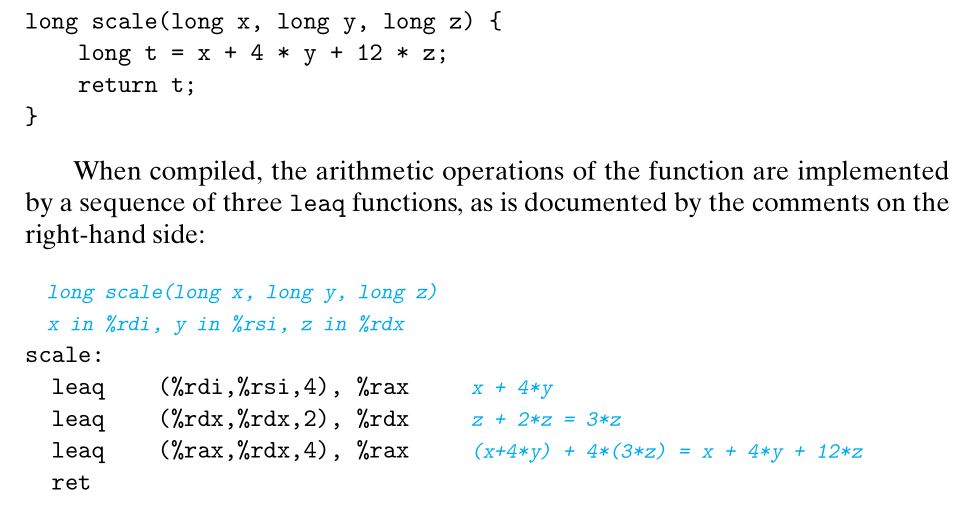 long scale(long x, long y, long z) {
    long t = x + 4 * y + 12 * z;
    return t;
}
When compiled, the arithmetic operations of the function are implemented
by a sequence of three leaq functions, as is documented by the comments on the
right-hand side:
long scale(long x, long y, long z)
x in %rdi, y in %rsi, z in %rdx
scale:
  leaq    (%rdi,%rsi,4), %rax    x + 4*y
  leaq    (%rdx,%rdx,2), %rdx    z + 2*z = 3*z
  leaq    (%rax,%rdx,4), %rax    (x+4*y) + 4*(3*z) = x + 4*y + 12*z
  ret